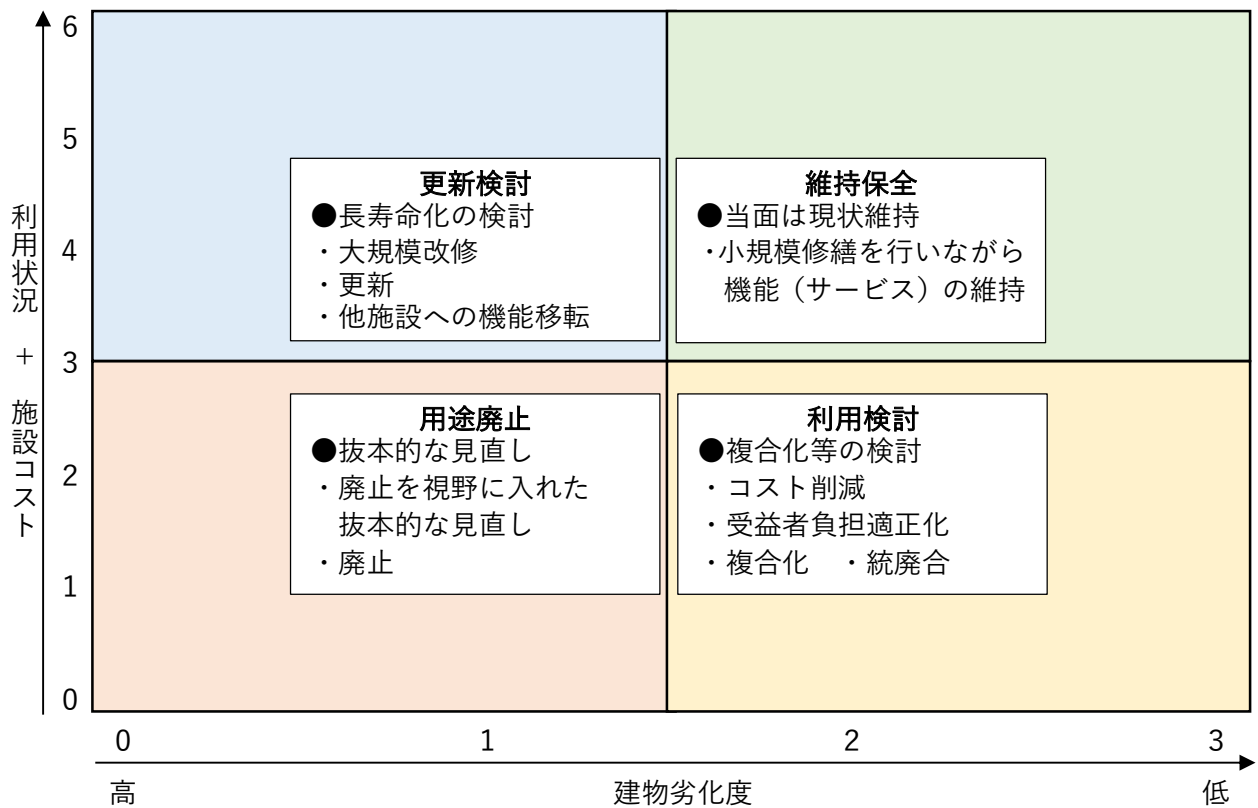 6
5
4
3
2
1
0
利用状況　+　施設コスト
更新検討
●長寿命化の検討
・大規模改修
・更新
・他施設への機能移転
維持保全
●当面は現状維持
・小規模修繕を行いながら
機能（サービス）の維持
用途廃止
●抜本的な見直し
・廃止を視野に入れた
抜本的な見直し
・廃止
利用検討
●複合化等の検討
・コスト削減
・受益者負担適正化
・複合化　・統廃合
0 1 2 3
高 建物劣化度 低